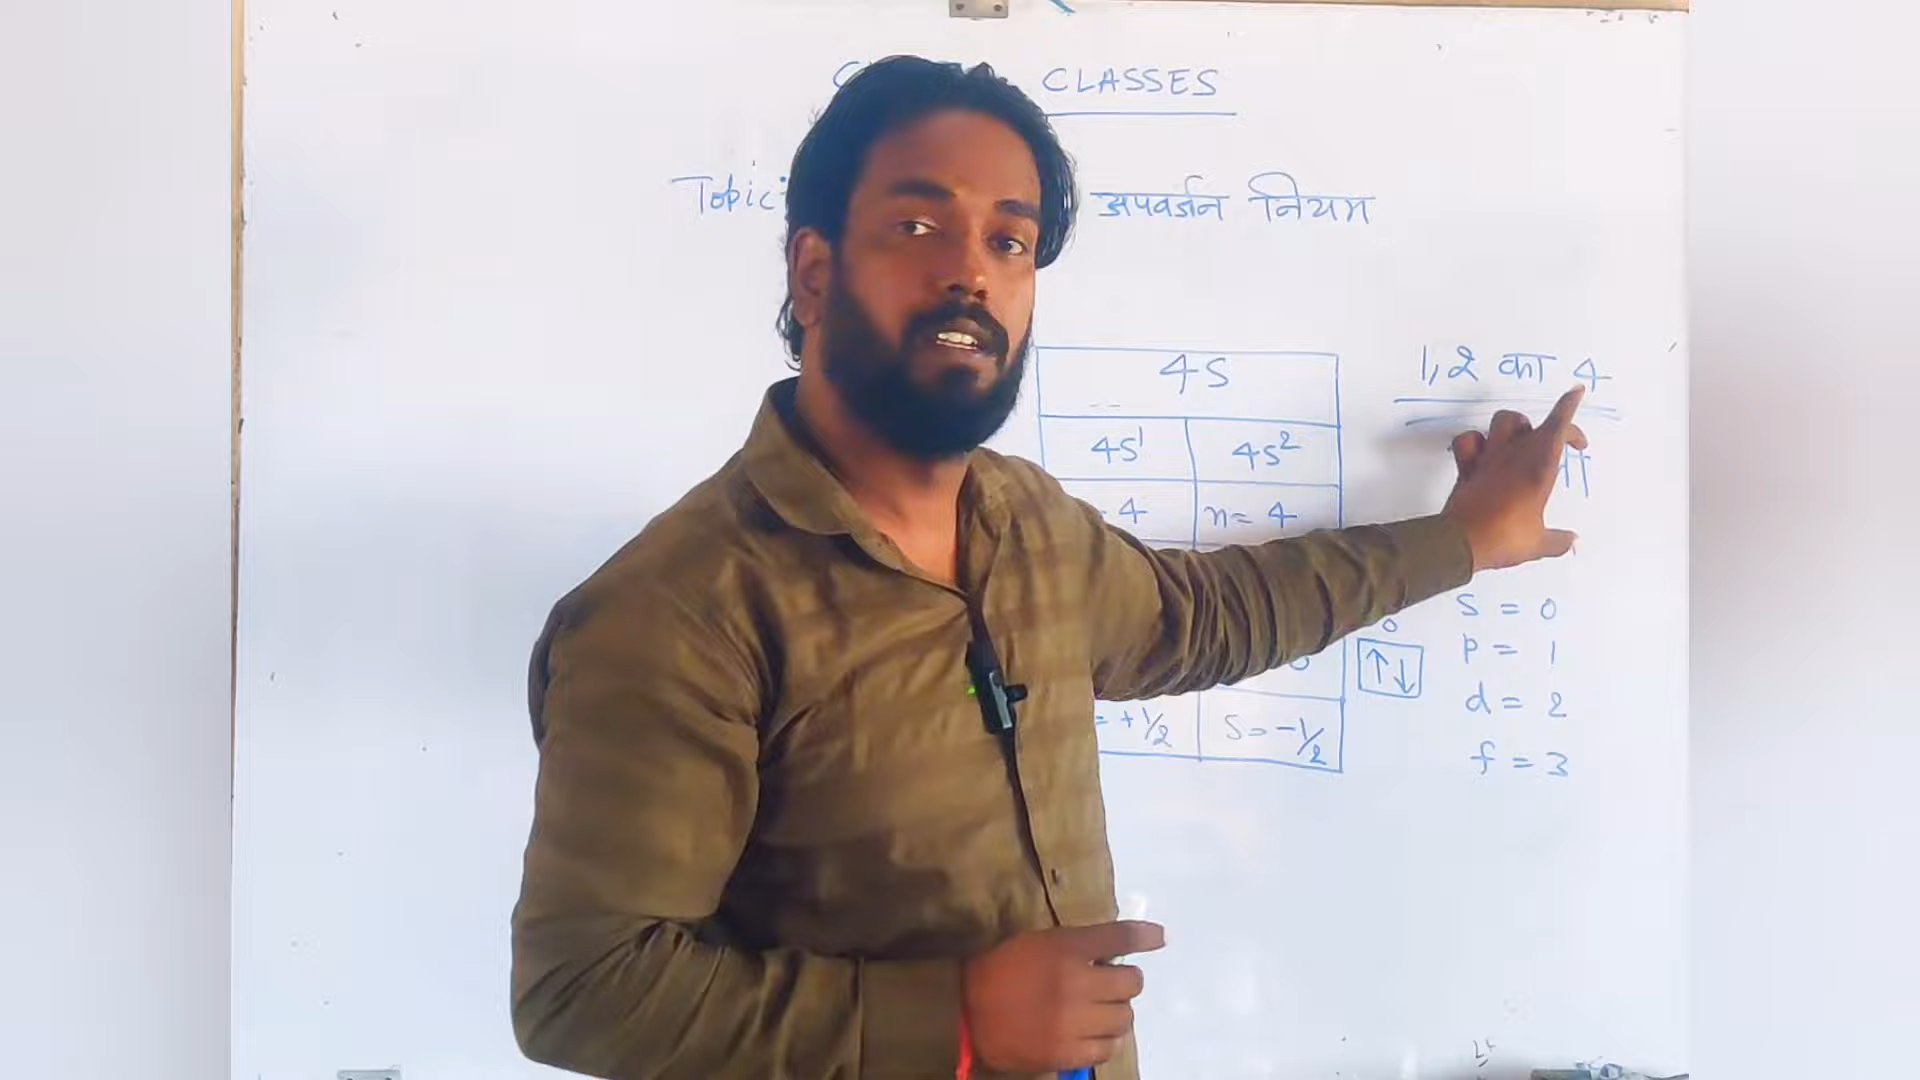 CLASSES
Topic:
अपवर्जन नियम
4S
1,2 का 4
4S¹ 4S²
4 n= 4
S = 0
0
P = 1
↑↓
d = 2
= +1/2 S = -1/2
f = 3